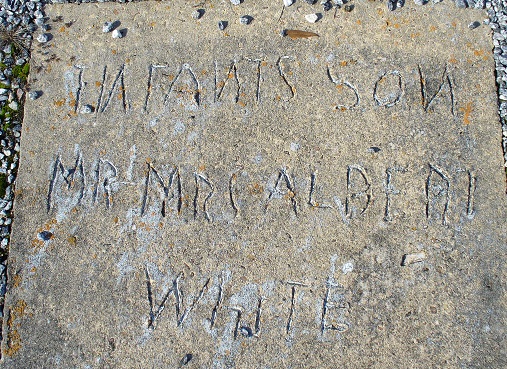 INFANTS SON
MR-MRS ALBERT
WHITE